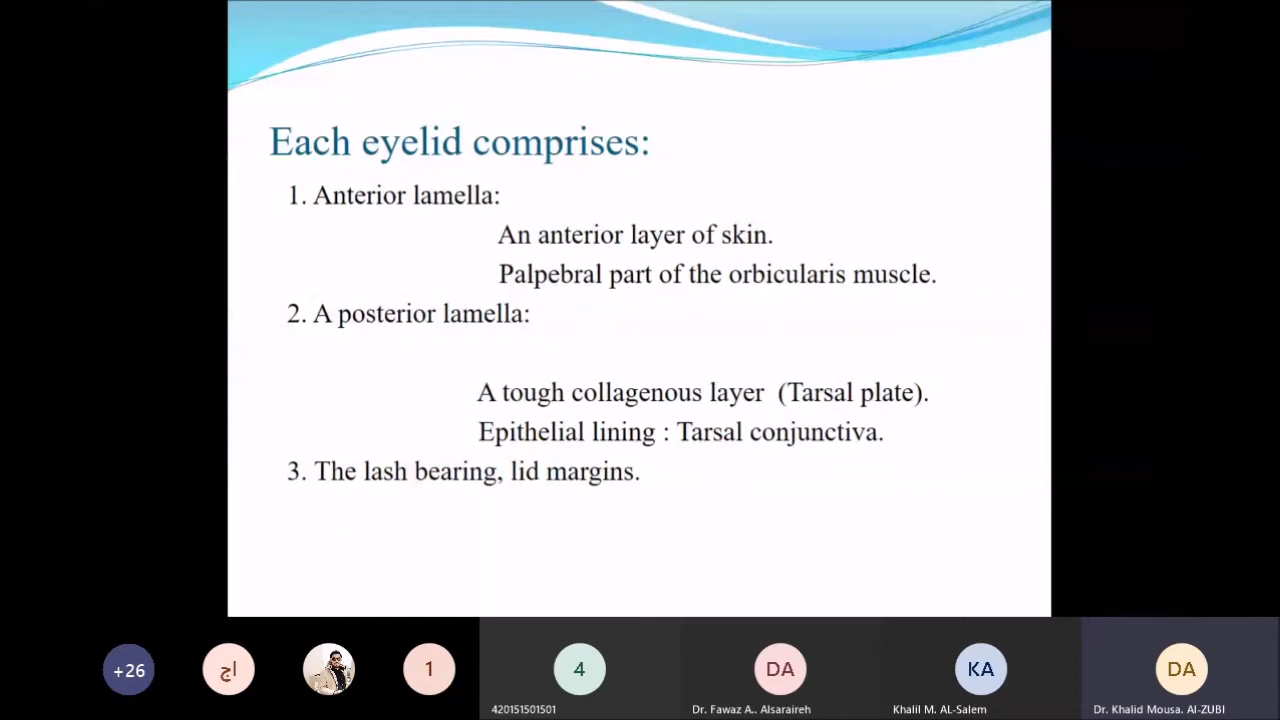 Each eyelid comprises:
1. Anterior lamella:
An anterior layer of skin.
Palpebral part of the orbicularis muscle.
2. A posterior lamella:
A tough collagenous layer (Tarsal plate).
Epithelial lining : Tarsal conjunctiva.
3. The lash bearing, lid margins.
+26
اج
1
4
DA
KA
DA
420151501501
Dr. Fawaz A.. Alsaraireh
Khalil M. AL-Salem
Dr. Khalid Mousa. Al-ZUBI